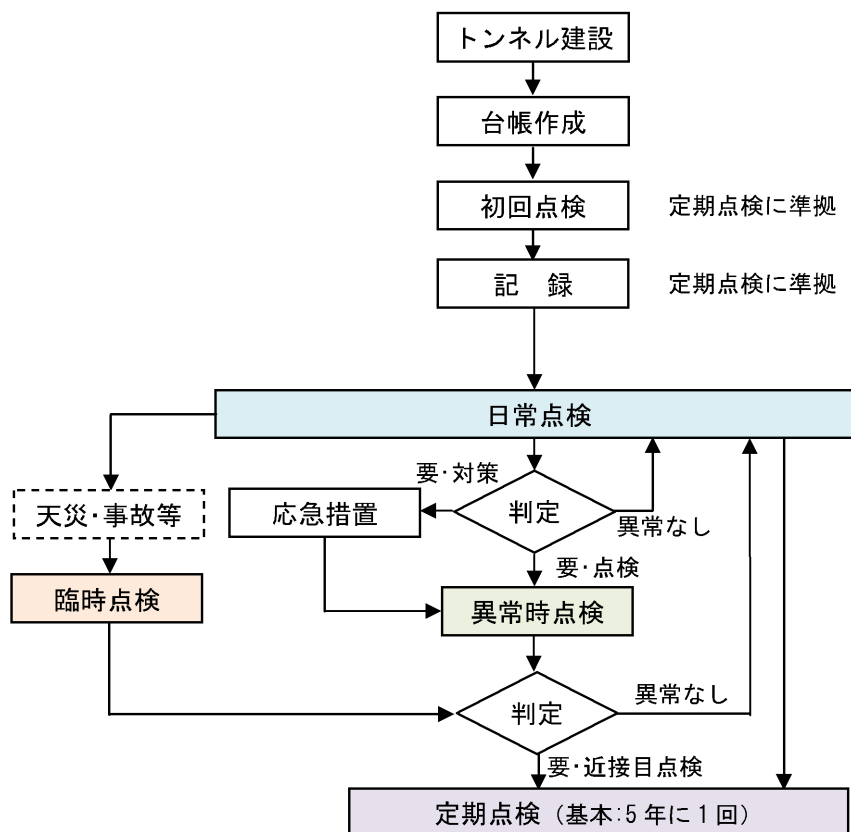 トンネル建設
台帳作成
初回点検
定期点検に準拠
記　録
定期点検に準拠
日常点検
要・対策
天災・事故等
応急措置
判定
異常なし
要・点検
臨時点検
異常時点検
異常なし
判定
要・近接目点検
定期点検（基本：5年に1回）